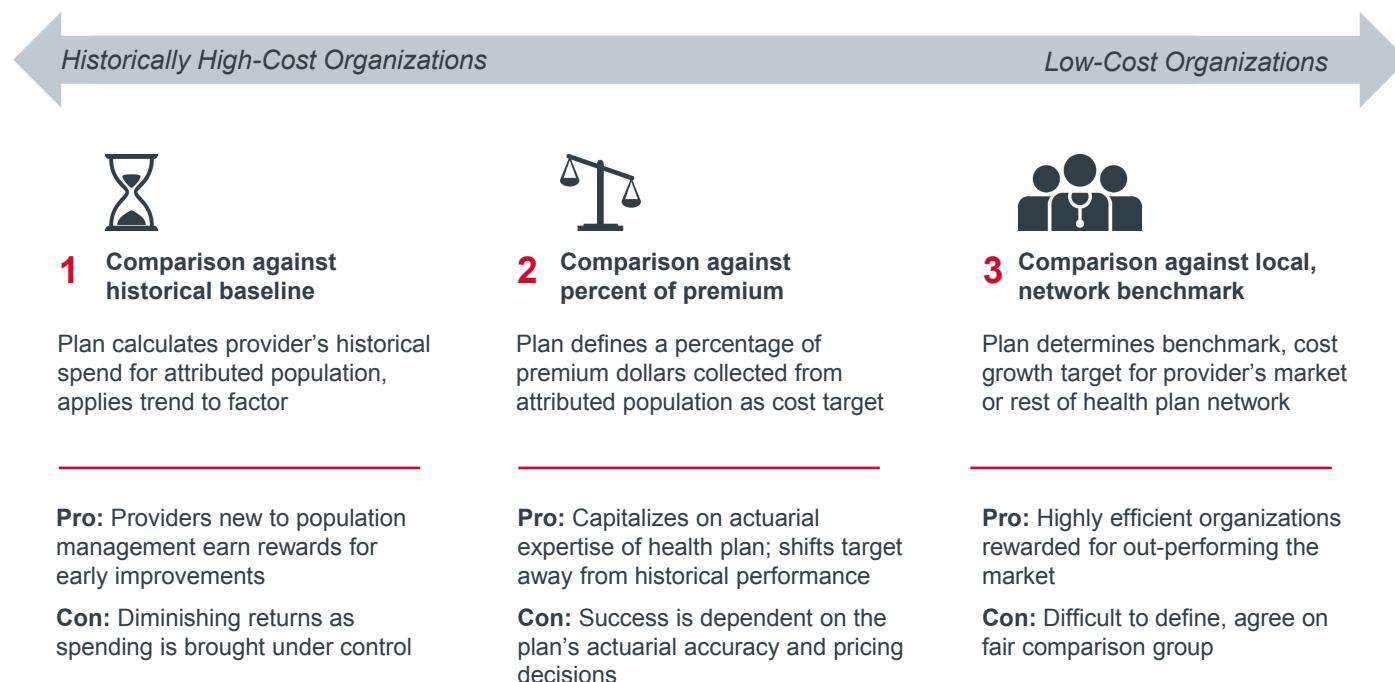 Historically High-Cost Organizations
Low-Cost Organizations
1
Comparison against
historical baseline
Plan calculates provider’s historical
spend for attributed population,
applies trend to factor
Pro: Providers new to population
management earn rewards for
early improvements
Con: Diminishing returns as
spending is brought under control
2
Comparison against
percent of premium
Plan defines a percentage of
premium dollars collected from
attributed population as cost target
Pro: Capitalizes on actuarial
expertise of health plan; shifts target
away from historical performance
Con: Success is dependent on the
plan’s actuarial accuracy and pricing
decisions
3
Comparison against local,
network benchmark
Plan determines benchmark, cost
growth target for provider’s market
or rest of health plan network
Pro: Highly efficient organizations
rewarded for out-performing the
market
Con: Difficult to define, agree on
fair comparison group